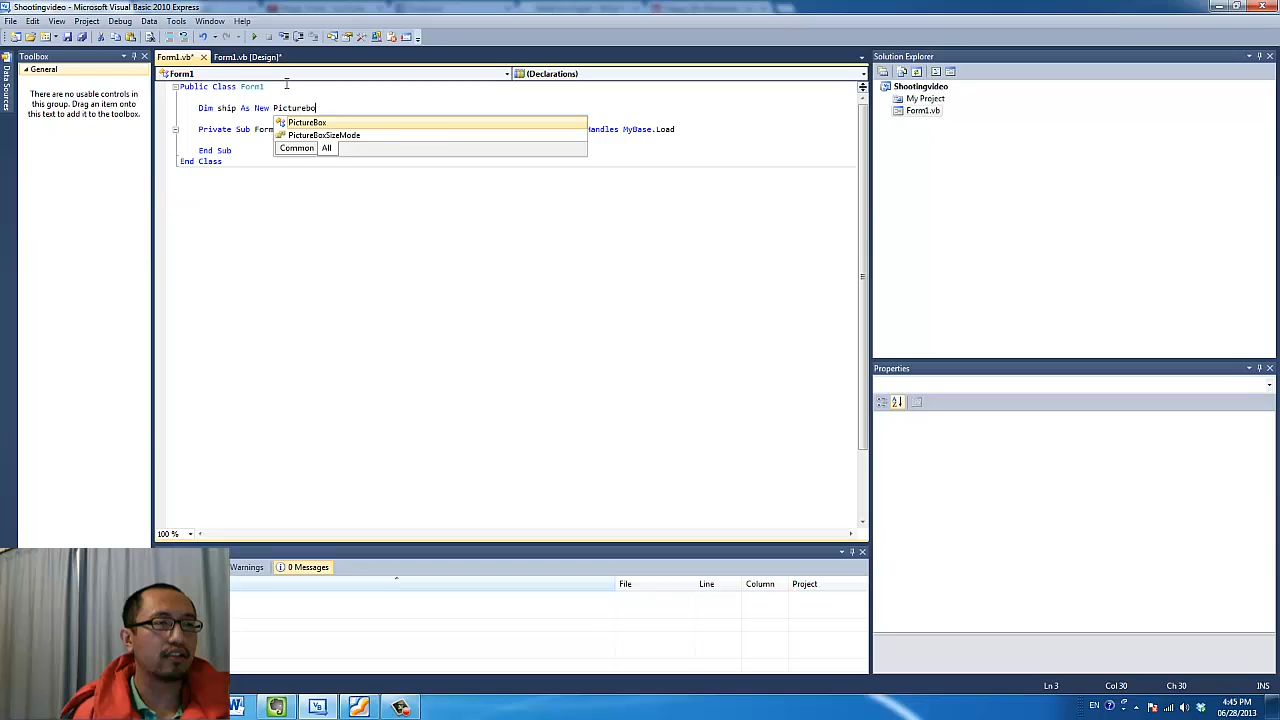 Shootingvideo - Microsoft Visual Basic 2010 Express
File Edit View Project Debug Data Tools Window Help
Toolbox
Form1.vb*
Form1.vb [Design]*
Solution Explorer
General
There are no usable controls in
this group. Drag an item onto
this text to add it to the toolbox.
Data Sources
Form1
(Declarations)
Public Class Form1
Dim ship As New Picturebo
PictureBox
PictureBoxSizeMode
Common All
Private Sub Form
Handles MyBase.Load
End Sub
End Class
Shootingvideo
My Project
Form1.vb
Properties
100 %
Warnings
0 Messages
File Line Column Project
Ln 3 Col 30 Ch 30 INS
EN
4:45 PM
06/28/2013